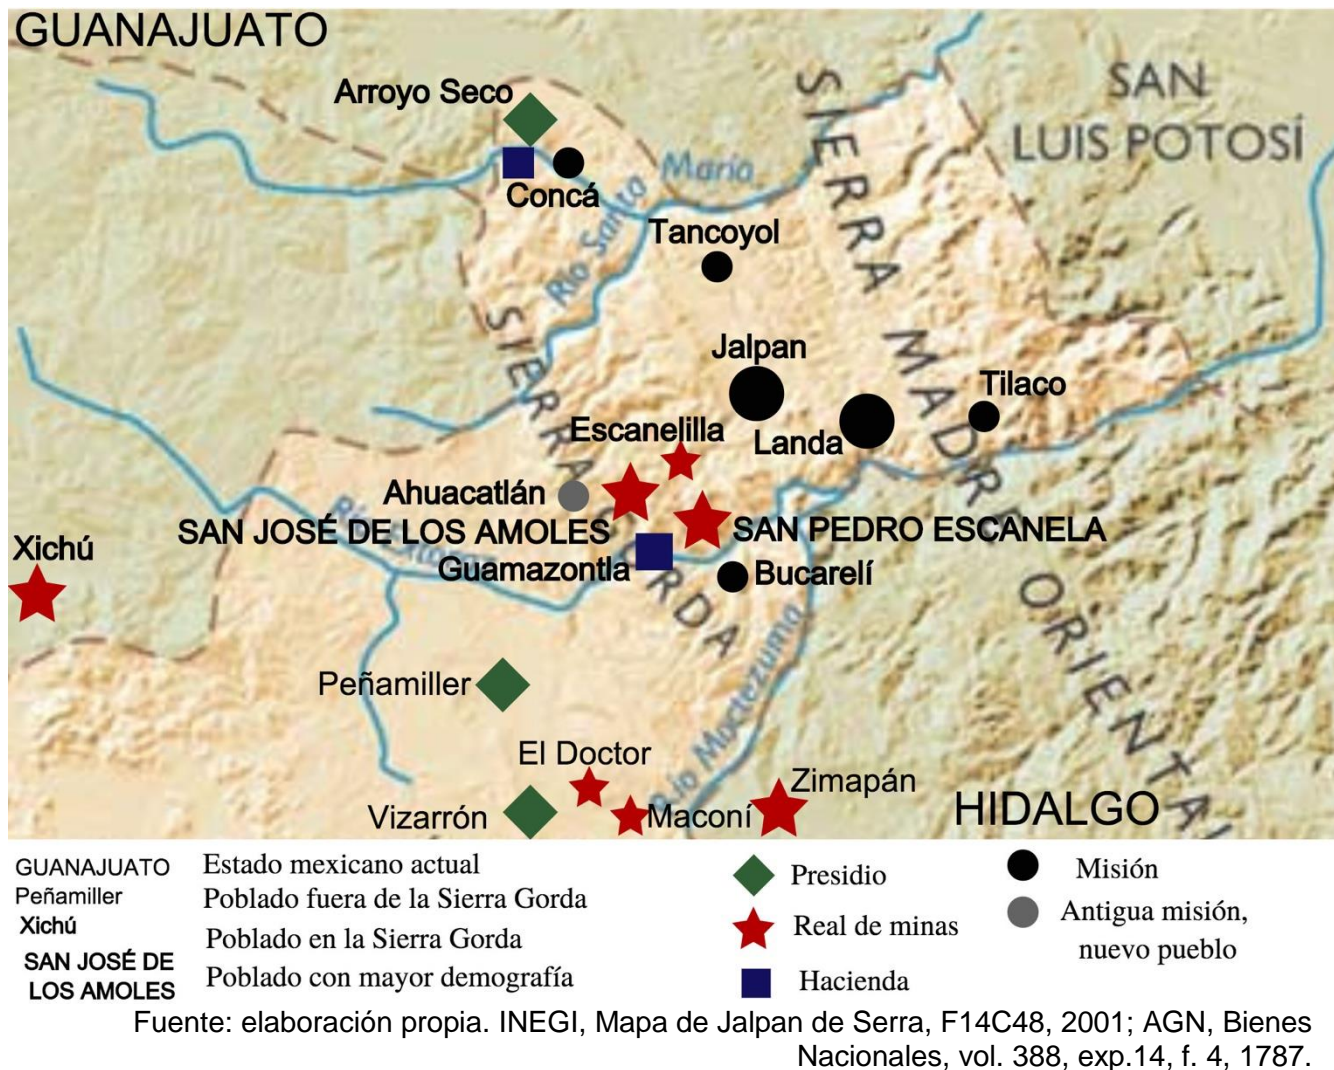 GUANAJUATO
Arroyo Seco
SAN
LUIS POTOSÍ
SIERRA MADRE ORIENTAL
Concá
Río Santa María
Tancoyol
SIERRA GORDA
Jalpan
Tilaco
Escanelilla
Landa
Ahuacatlán
SAN JOSÉ DE LOS AMOLES
SAN PEDRO ESCANELA
Xichú
Guamazontla
Bucarelí
Peñamiller
Río Moctezuma
El Doctor
Zimapán
Vizarrón
Maconí
HIDALGO
GUANAJUATO Estado mexicano actual
Peñamiller Poblado fuera de la Sierra Gorda
Xichú Poblado en la Sierra Gorda
SAN JOSÉ DE
LOS AMOLES Poblado con mayor demografía
Presidio
Real de minas
Hacienda
Misión
Antigua misión,
nuevo pueblo
Fuente: elaboración propia. INEGI, Mapa de Jalpan de Serra, F14C48, 2001; AGN, Bienes
Nacionales, vol. 388, exp.14, f. 4, 1787.